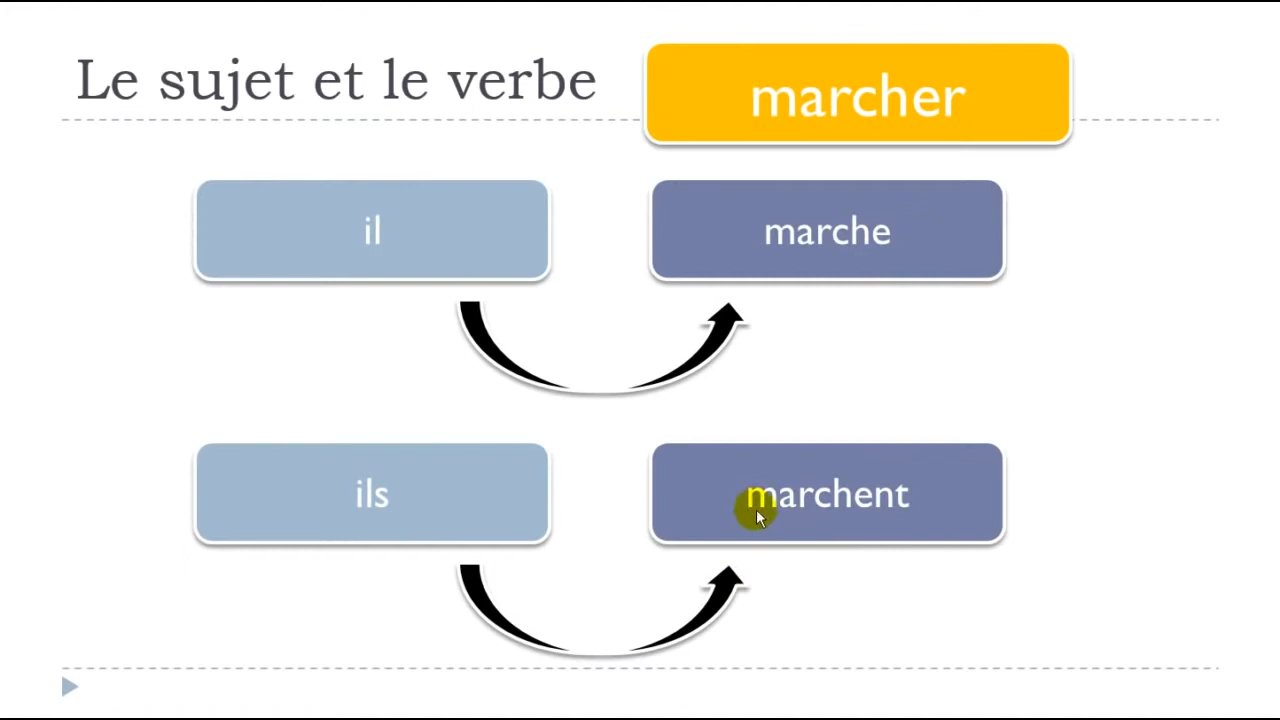 Le sujet et le verbe
marcher
il
marche
ils
marchent